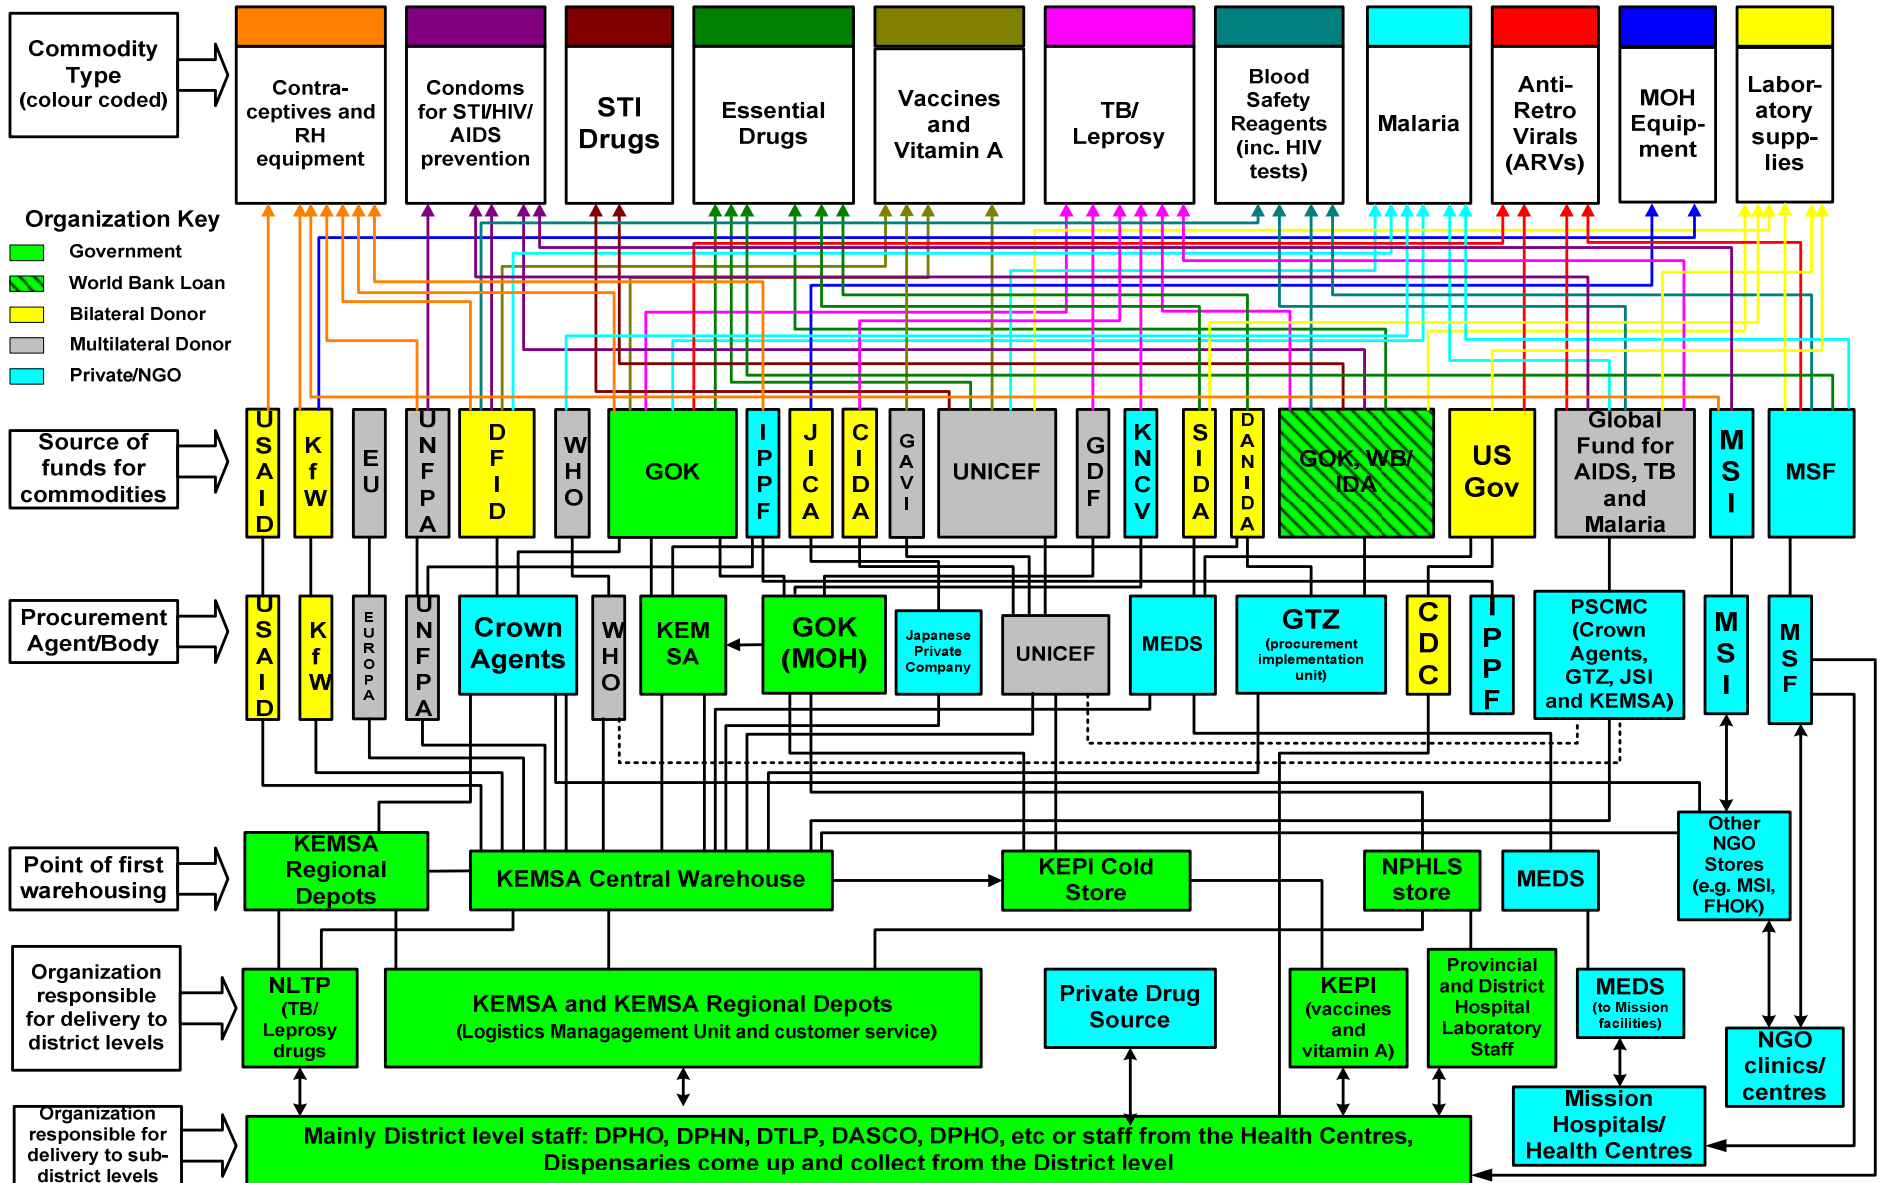 Commodity
Type
(colour coded)
Contra-
ceptives and
RH
equipment
Condoms
for STI/HIV/
AIDS
prevention
STI
Drugs
Essential
Drugs
Vaccines
and
Vitamin A
TB/
Leprosy
Blood
Safety
Reagents
(inc. HIV
tests)
Malaria
Anti-
Retro
Virals
(ARVs)
MOH
Equip-
ment
Labor-
atory
supp-
lies
Organization Key
Government
World Bank Loan
Bilateral Donor
Multilateral Donor
Private/NGO
Source of
funds for
commodities
USAID
KfW
EU
UNFPA
DFID
WHO
GOK
IPPF
JICA
CIDA
GAVI
UNICEF
GDF
KNCV
SIDA
DANIDA
GOK, WB/
IDA
US
Gov
Global
Fund for
AIDS, TB
and
Malaria
MSI
MSF
Procurement
Agent/Body
USAID
KfW
EUROPA
UNFPA
Crown
Agents
WHO
KEM
SA
GOK
(MOH)
Japanese
Private
Company
UNICEF
MEDS
GTZ
(procurement
implementation
unit)
CDC
IPPF
PSCMC
(Crown
Agents,
GTZ, JSI
and KEMSA)
MSI
MSF
Point of first
warehousing
KEMSA
Regional
Depots
KEMSA Central Warehouse
KEPI Cold
Store
NPHLS
store
MEDS
Other
NGO
Stores
(e.g. MSI,
FHOK)
Organization
responsible
for delivery to
district levels
NLTP
(TB/
Leprosy
drugs
KEMSA and KEMSA Regional Depots
(Logistics Managagement Unit and customer service)
Private Drug
Source
KEPI
(vaccines
and
vitamin A)
Provincial
and District
Hospital
Laboratory
Staff
MEDS
(to Mission
facilities)
NGO
clinics/
centres
Organization
responsible for
delivery to sub-
district levels
Mainly District level staff: DPHO, DPHN, DTLP, DASCO, DPHO, etc or staff from the Health Centres,
Dispensaries come up and collect from the District level
Mission
Hospitals/
Health Centres